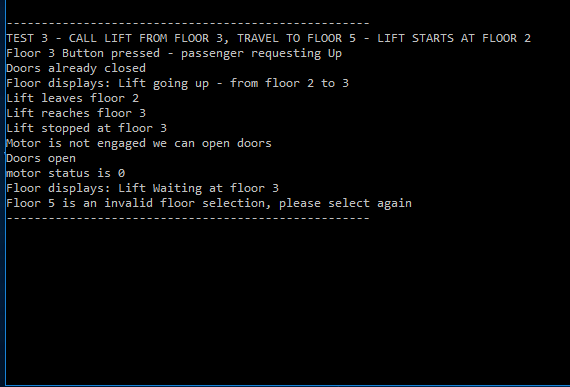 ----------------------------------------------------
TEST 3 - CALL LIFT FROM FLOOR 3, TRAVEL TO FLOOR 5 - LIFT STARTS AT FLOOR 2
Floor 3 Button pressed - passenger requesting Up
Doors already closed
Floor displays: Lift going up - from floor 2 to 3
Lift leaves floor 2
Lift reaches floor 3
Lift stopped at floor 3
Motor is not engaged we can open doors
Doors open
motor status is 0
Floor displays: Lift Waiting at floor 3
Floor 5 is an invalid floor selection, please select again
----------------------------------------------------